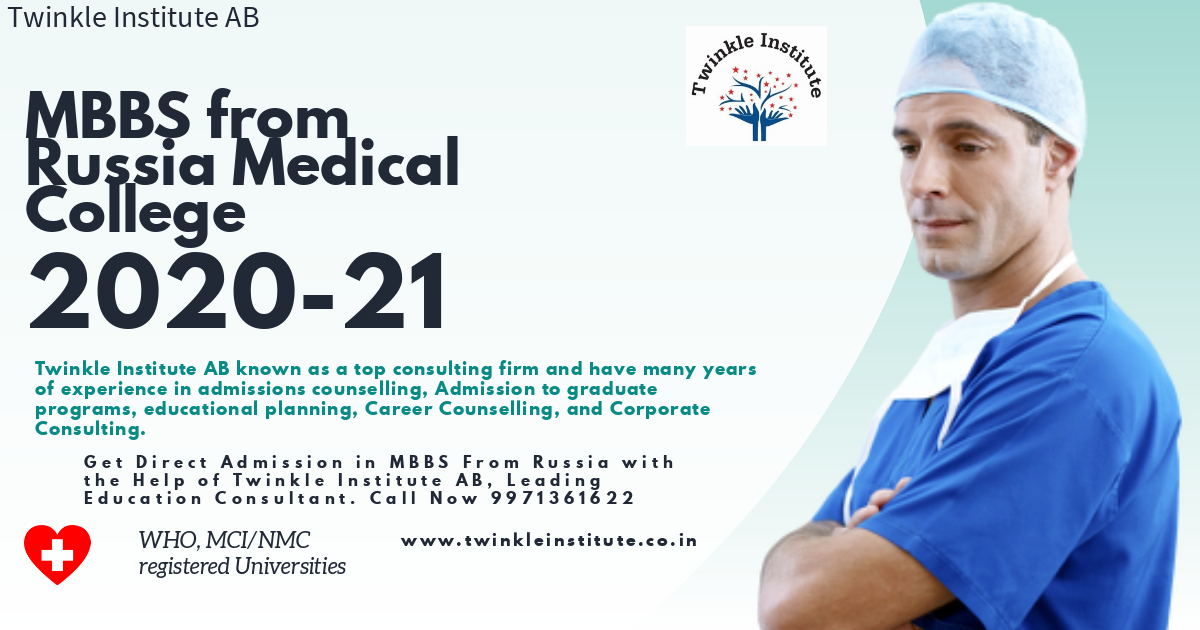 Twinkle Institute AB
Twinkle Institute
MBBS from
Russia Medical
College
2020-21
Twinkle Institute AB known as a top consulting firm and have many years
of experience in admissions counselling, Admission to graduate
programs, educational planning, Career Counselling, and Corporate
Consulting.
Get Direct Admission in MBBS From Russia with
the Help of Twinkle Institute AB, Leading
Education Consultant. Call Now 9971361622
WHO, MCI/NMC
registered Universities
www.twinkleinstitute.co.in